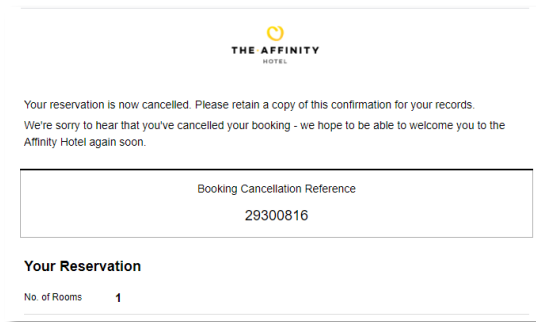 THE AFFINITY
HOTEL
Your reservation is now cancelled. Please retain a copy of this confirmation for your records.
We're sorry to hear that you've cancelled your booking - we hope to be able to welcome you to the
Affinity Hotel again soon.
Booking Cancellation Reference
29300816
Your Reservation
No. of Rooms 1